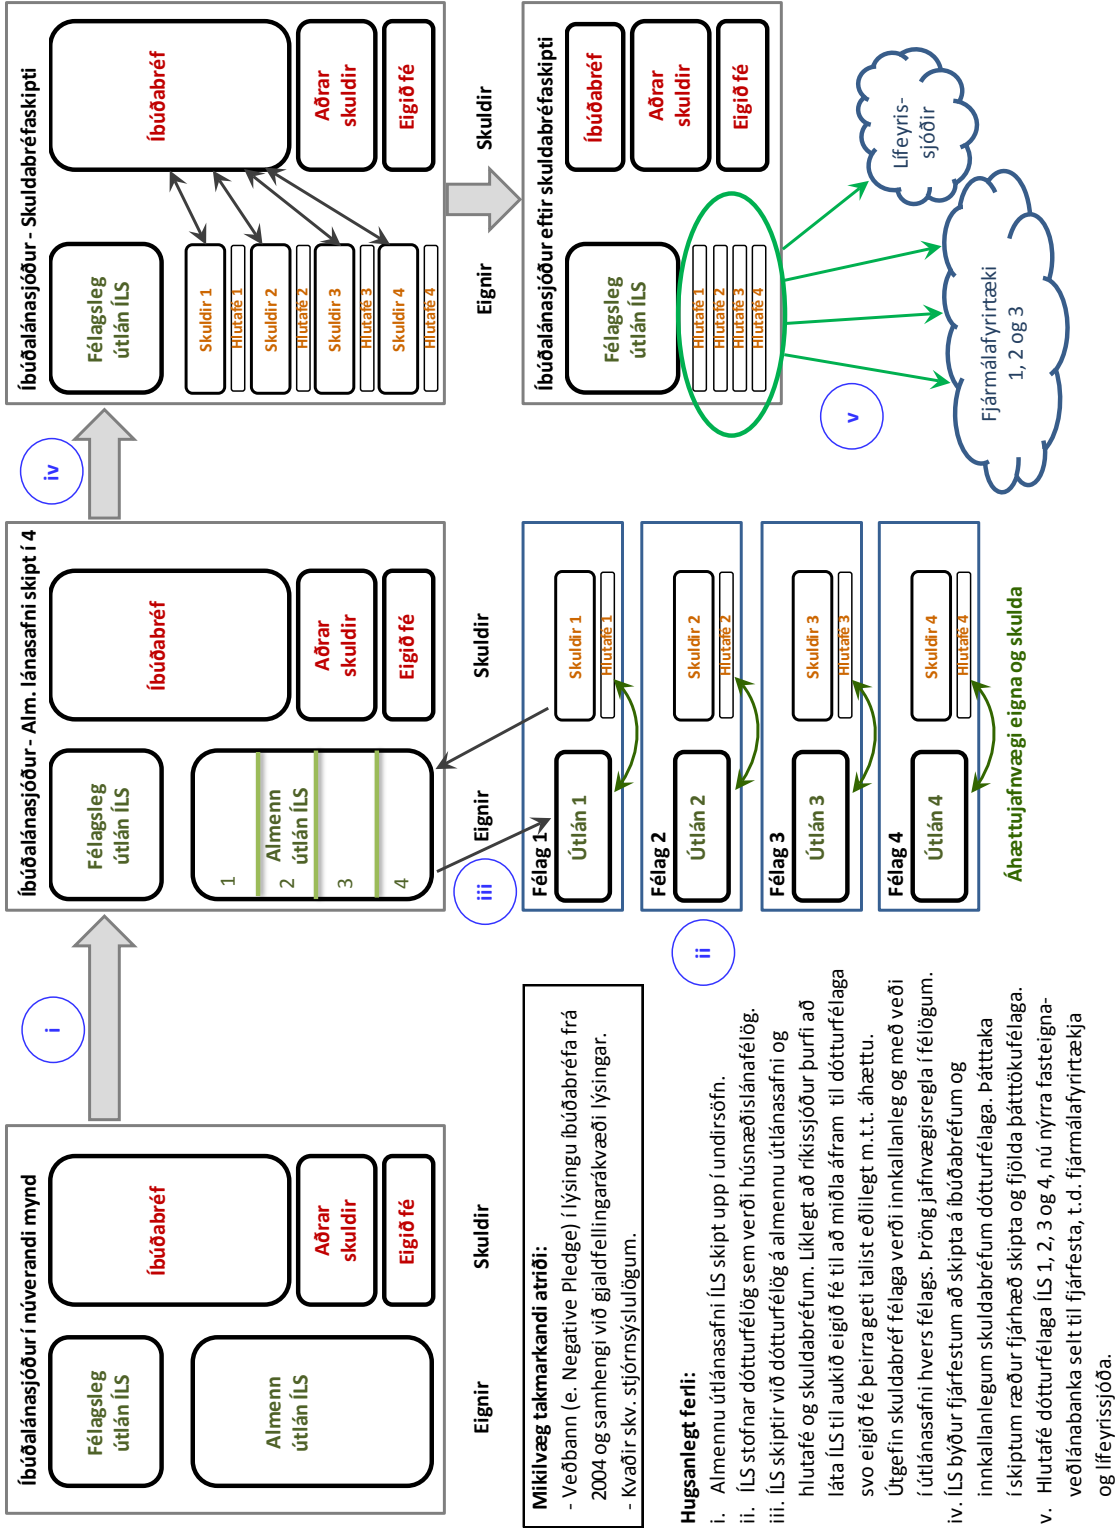 Íbúðalánasjóður í núverandi mynd
Félagsleg
útlán ÍLS
Almenn
útlán ÍLS
Íbúðabréf
Aðrar
skuldir
Eigið fé
Eignir
Skuldir
i
Íbúðalánasjóður - Alm. lánasafni skipt í 4
Félagsleg
útlán ÍLS
1
2
3
4
Almenn
útlán ÍLS
Íbúðabréf
Aðrar
skuldir
Eigið fé
Eignir
Skuldir
iv
Íbúðalánasjóður - Skuldabréfaskipti
Félagsleg
útlán ÍLS
Skuldir 1
Hlutafé 1
Skuldir 2
Hlutafé 2
Skuldir 3
Hlutafé 3
Skuldir 4
Hlutafé 4
Íbúðabréf
Aðrar
skuldir
Eigið fé
Eignir
Skuldir
Mikilvæg takmarkandi atriði:
- Veðbann (e. Negative Pledge) í lýsingu íbúðabréfa frá
2004 og samhengi við gjaldfellingarákvæði lýsingar.
- Kvaðir skv. stjórnsýslulögum.
Hugsanlegt ferli:
i. Almennu útlánasafni ÍLS skipt upp í undirsöfn.
ii. ÍLS stofnar dótturfélög sem verði húsnæðislánafélög.
iii. ÍLS skiptir við dótturfélög á almennu útlánasafni og
hlutafé og skuldabréfum. Líklegt að ríkissjóður þurfi að
láta ÍLS til aukið eigið fé til að miðla áfram til dótturfélaga
svo eigið fé þeirra geti talist eðlilegt m.t.t. áhættu.
Útgefin skuldabréf félaga verði innkallanleg og með veði
í útlánasafni hvers félags. Þröng jafnvægisregla í félögum.
iv. ÍLS býður fjárfestum að skipta á íbúðabréfum og
innkallanlegum skuldabréfum dótturfélaga. Þátttaka
í skiptum ræður fjárhæð skipta og fjölda þátttökufélaga.
v. Hlutafé dótturfélaga ÍLS 1, 2, 3 og 4, nú nýrra fasteigna-
veðlánabanka selt til fjárfesta, t.d. fjármálafyrirtækja
og lífeyrissjóða.
iii
ii
Félag 1
Útlán 1
Skuldir 1
Hlutafé 1
Félag 2
Útlán 2
Skuldir 2
Hlutafé 2
Félag 3
Útlán 3
Skuldir 3
Hlutafé 3
Félag 4
Útlán 4
Skuldir 4
Hlutafé 4
Áhættujafnvægi eigna og skulda
Íbúðalánasjóður eftir skuldabréfaskipti
Félagsleg
útlán ÍLS
Hlutafé 1
Hlutafé 2
Hlutafé 3
Hlutafé 4
Íbúðabréf
Aðrar
skuldir
Eigið fé
v
Fjármálafyrirtæki
1, 2 og 3
Lífeyris-
sjóðir